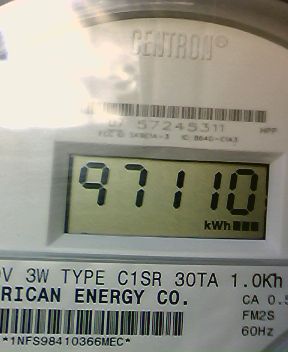 CENTRON®
57245311
HPP
97110
kWh
V 3W TYPE C1SR 30TA 1.0Kh
RICAN ENERGY CO.
CA 0.5
FM2S
60Hz
*1NFS98410366MEC*